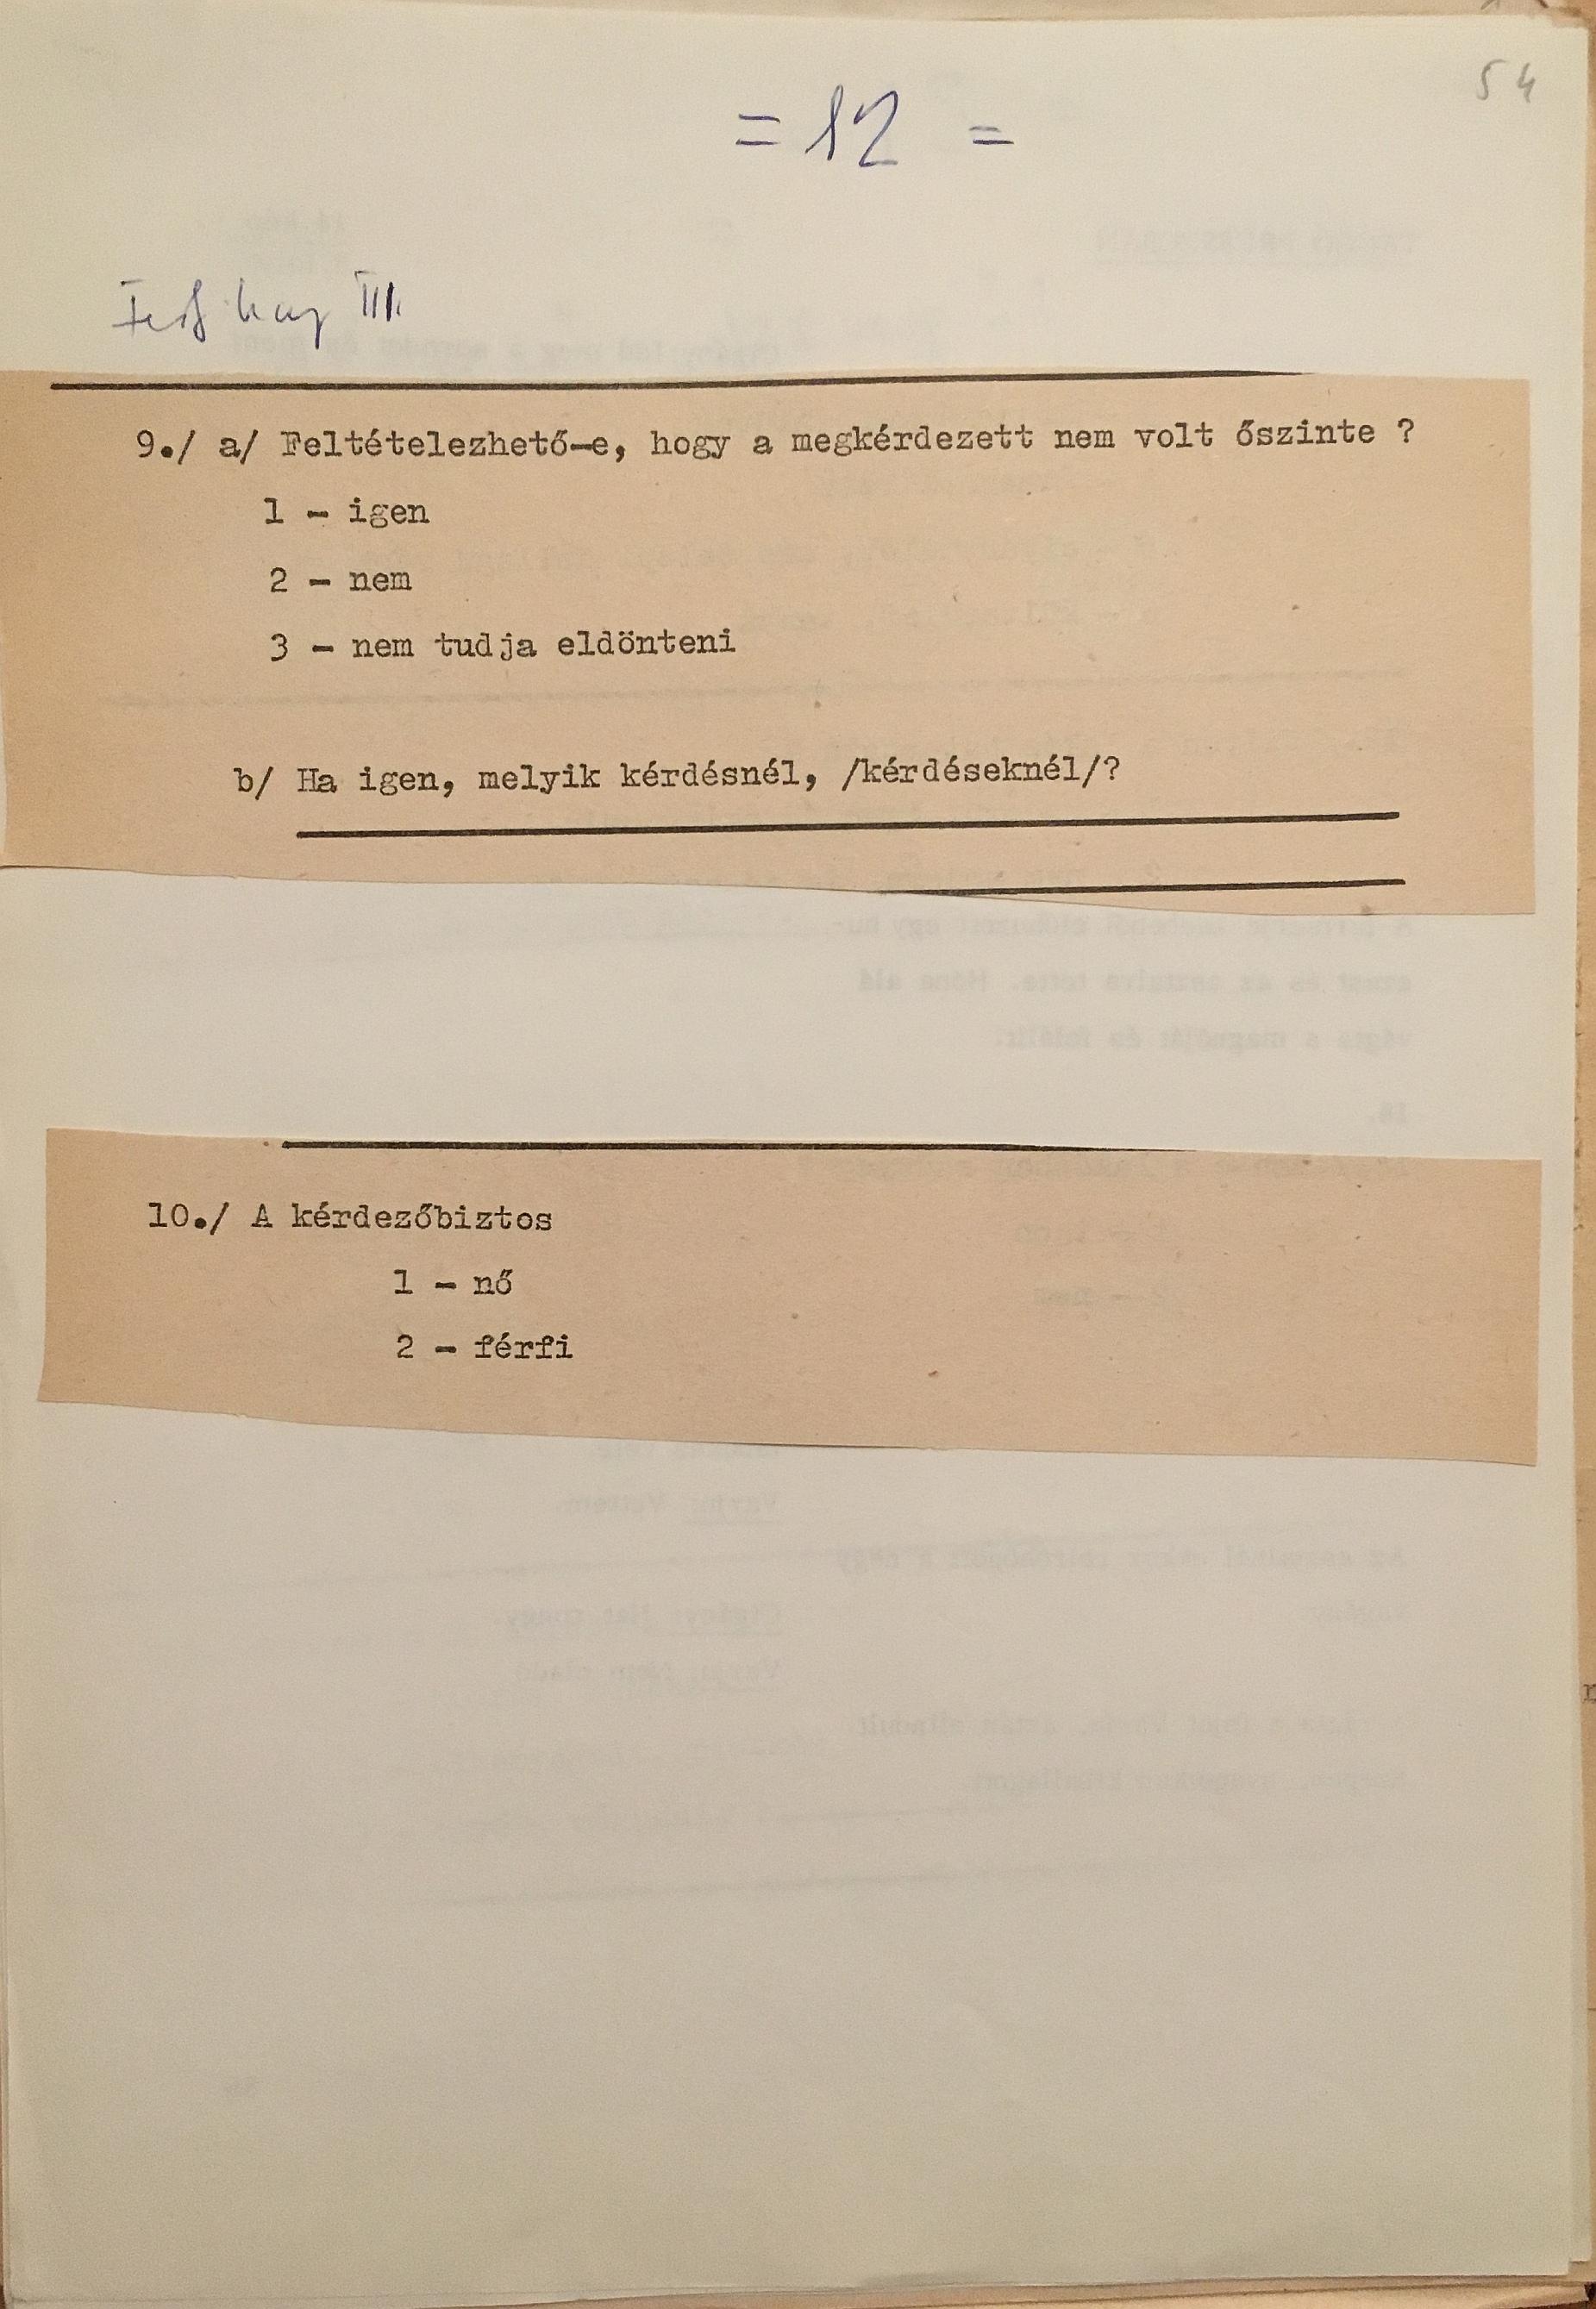 54
= 12 =
III.
9./ a/ Feltételezhető-e, hogy a megkérdezett nem volt őszinte ?
1 - igen
2 - nem
3 - nem tudja eldönteni
b/ Ha igen, melyik kérdésnél, /kérdéseknél/?
10./ A kérdezőbiztos
1 - nő
2 - férfi